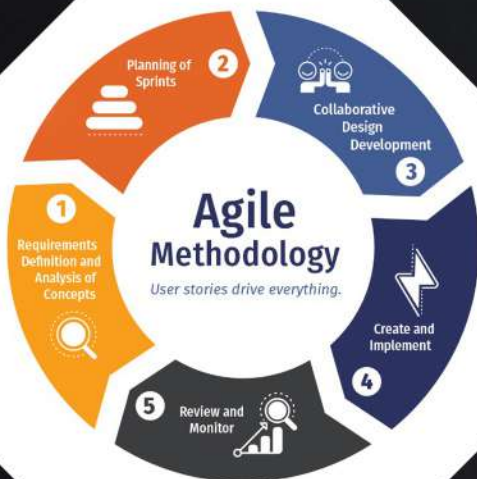 Agile
Methodology
User stories drive everything.
1
Requirements
Definition and
Analysis of
Concepts
2
Planning of
Sprints
Collaborative
Design
Development
3
Create and
Implement
4
5
Review and
Monitor